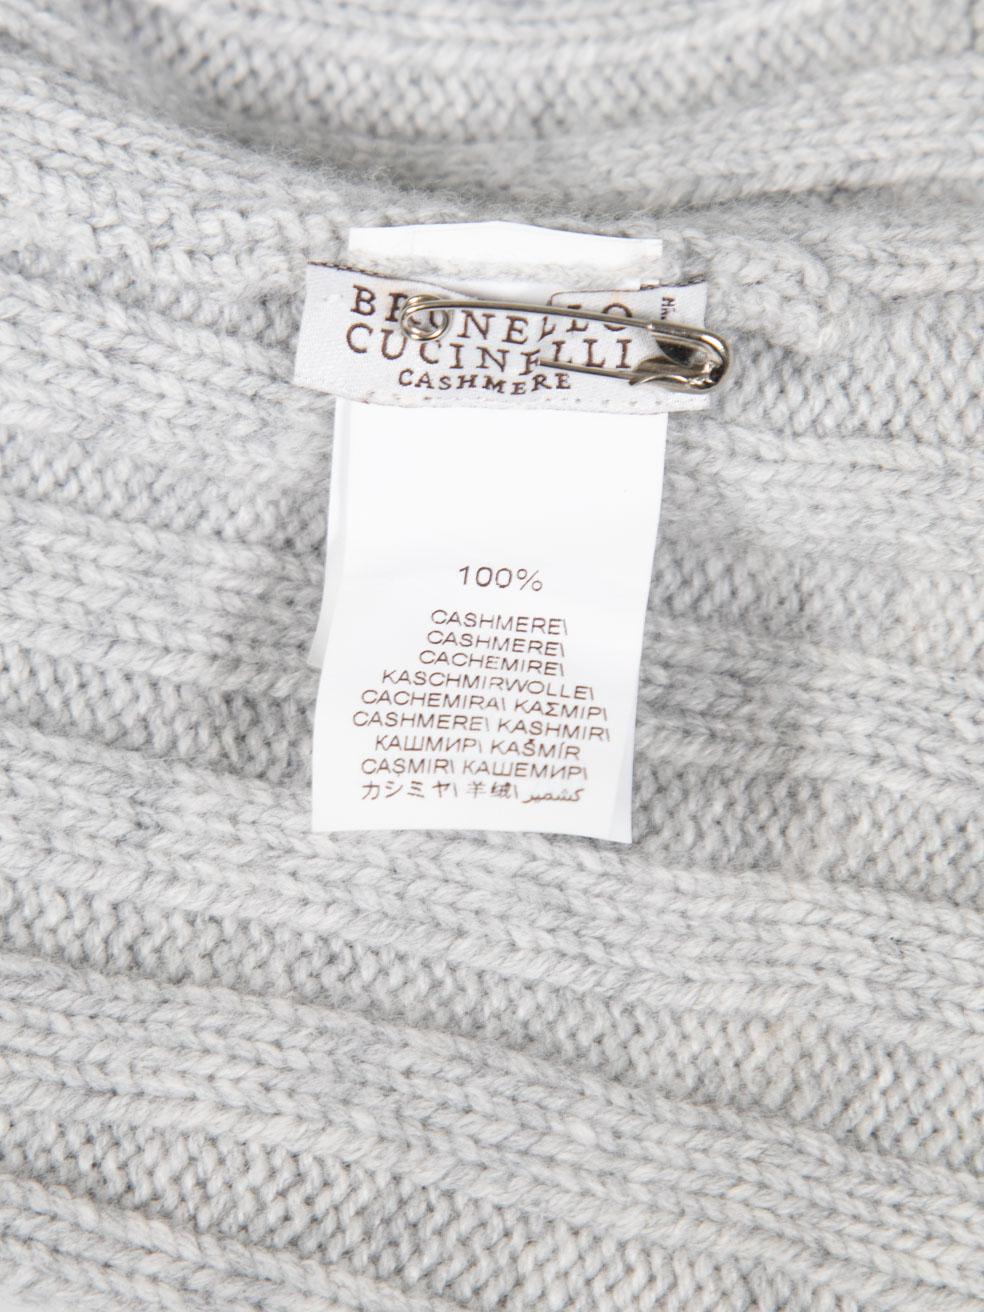 BRUNELLO
CUCINELLI
CASHMERE
100%
CASHMERE\
CASHMERE\
CACHEMIRE\
KASCHMIRWOLLE\
CACHEMIRA\ ΚΑΣΜΙΡ\
CASHMERE\ KASHMIR\
КАШМИР\ KAŠMÍR
CAŞMIR\ КАШЕМИР\
カシミヤ\ 羊绒\ كشمير